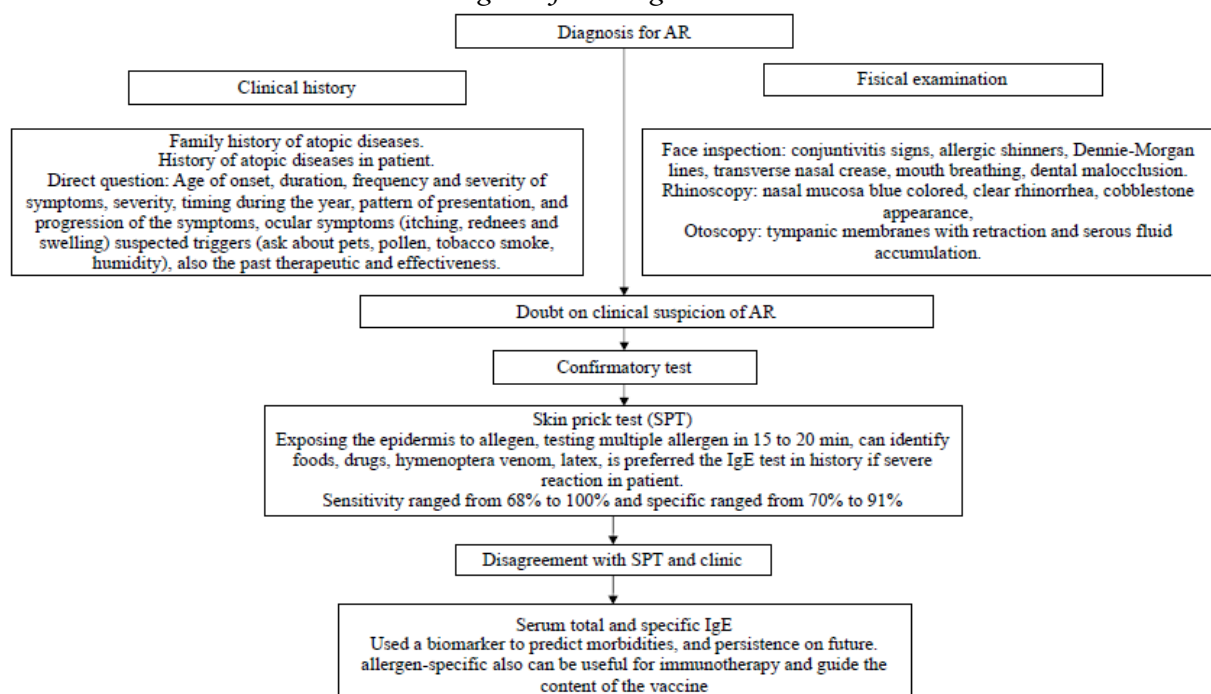 Diagnosis for AR
Clinical history
Fisical examination
Family history of atopic diseases.
History of atopic diseases in patient.
Direct question: Age of onset, duration, frequency and severity of
symptoms, severity, timing during the year, pattern of presentation, and
progression of the symptoms, ocular symptoms (itching, rednees and
swelling) suspected triggers (ask about pets, pollen, tobacco smoke,
humidity), also the past therapeutic and effectiveness.
Face inspection: conjuntivitis signs, allergic shinners, Dennie-Morgan
lines, transverse nasal crease, mouth breathing, dental malocclusion.
Rhinoscopy: nasal mucosa blue colored, clear rhinorrhea, cobblestone
appearance,
Otoscopy: tympanic membranes with retraction and serous fluid
accumulation.
Doubt on clinical suspicion of AR
Confirmatory test
Skin prick test (SPT)
Exposing the epidermis to allegen, testing multiple allergen in 15 to 20 min, can identify
foods, drugs, hymenoptera venom, latex, is preferred the IgE test in history if severe
reaction in patient.
Sensitivity ranged from 68% to 100% and specific ranged from 70% to 91%
Disagreement with SPT and clinic
Serum total and specific IgE
Used a biomarker to predict morbidities, and persistence on future.
allergen-specific also can be useful for immunotherapy and guide the
content of the vaccine